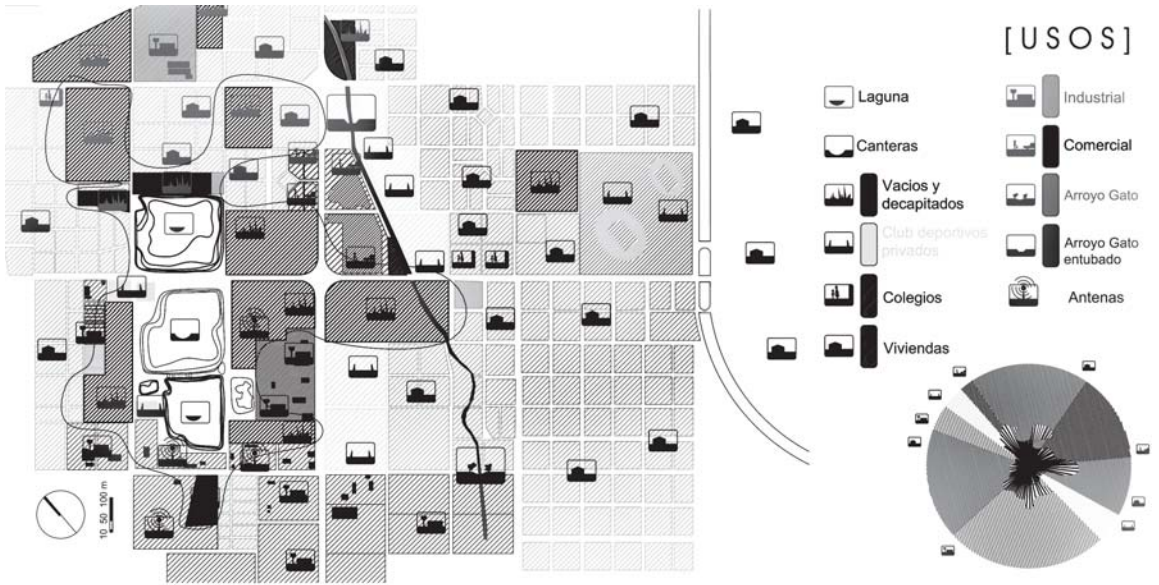 [USOS]
Laguna
Canteras
Vacios y
decapitados
Club deportivos
privados
Colegios
Viviendas
Industrial
Comercial
Arroyo Gato
Arroyo Gato
entubado
Antenas
10 50 100 m